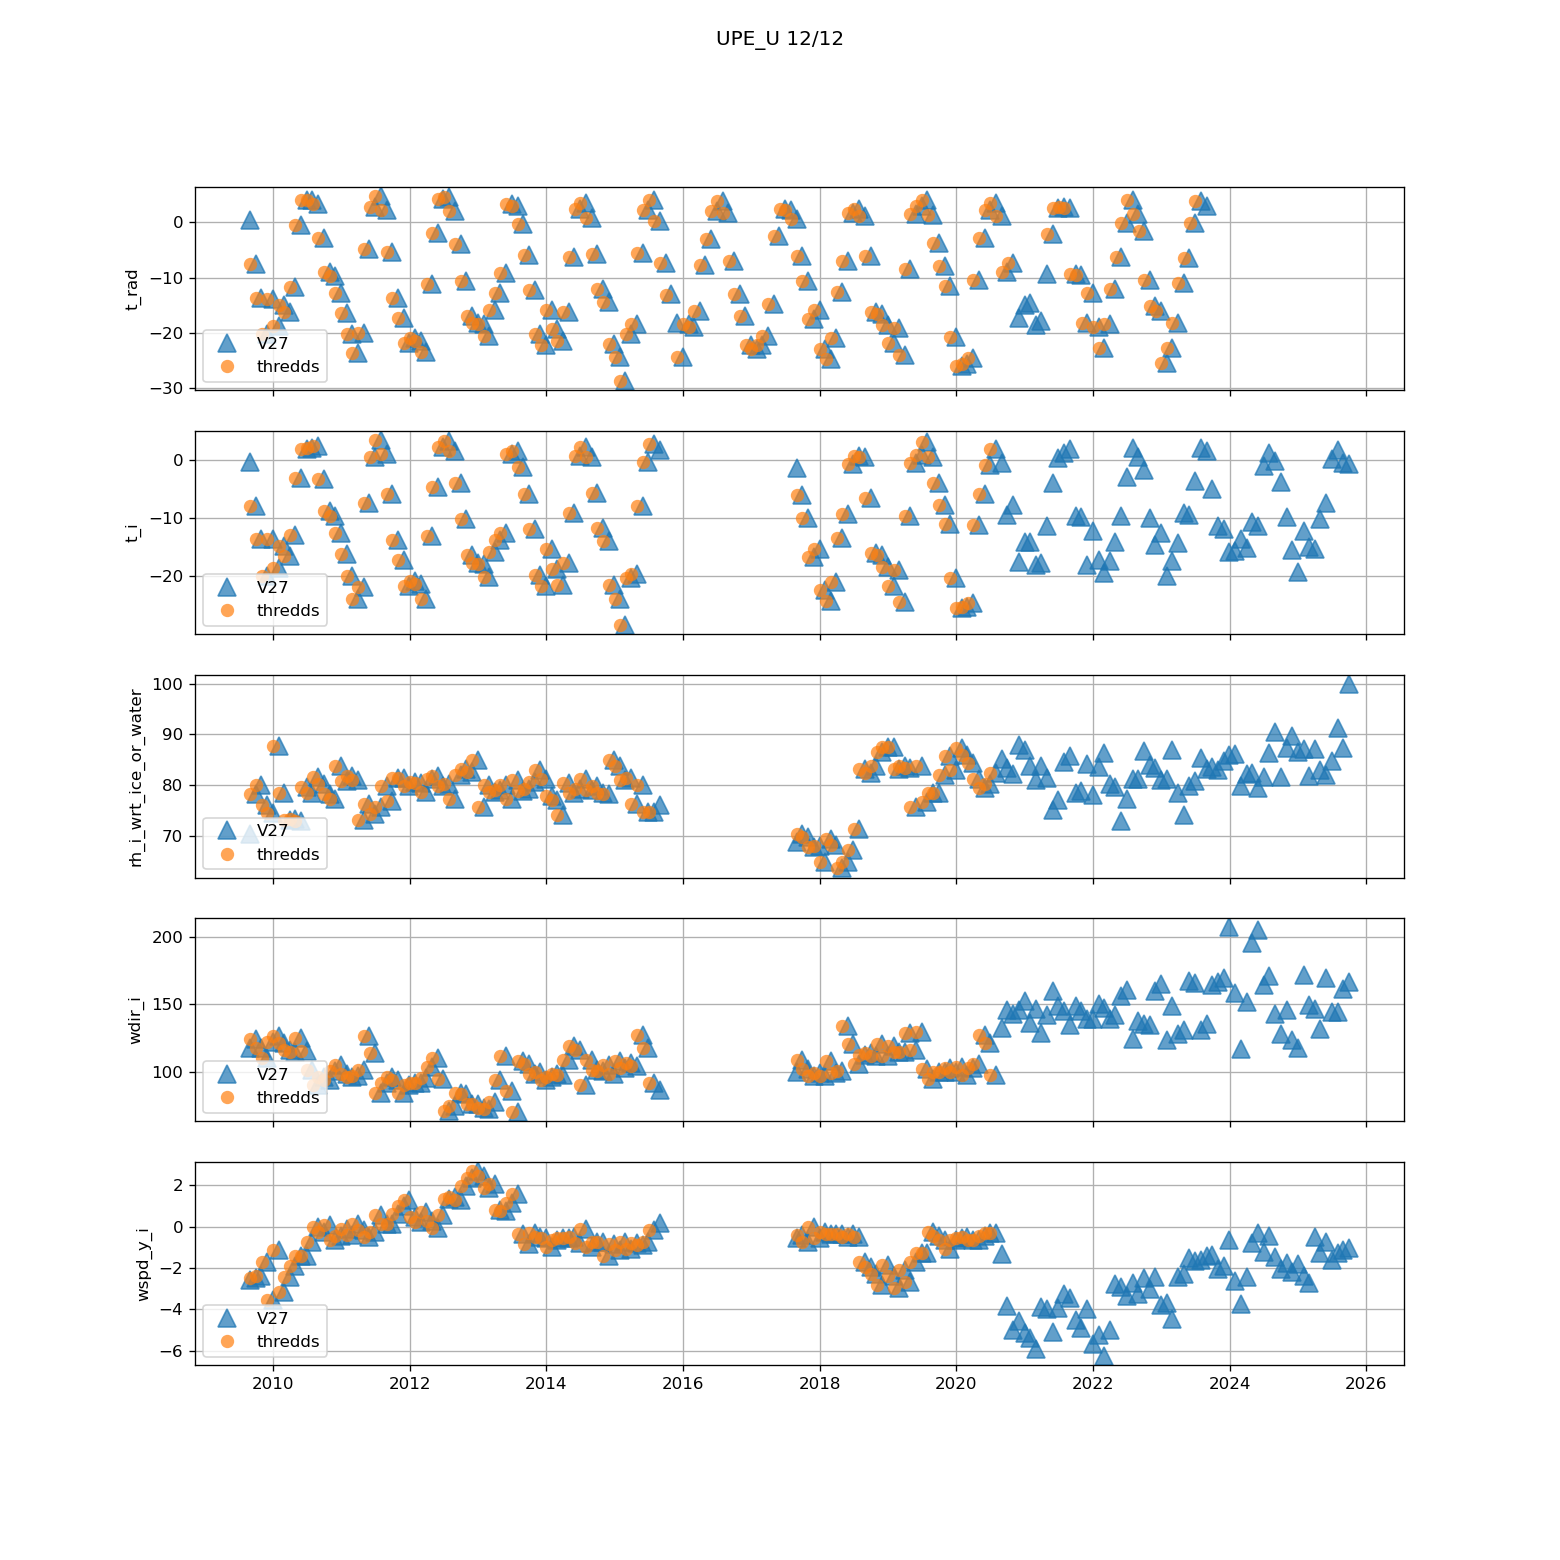 UPE_U 12/12
t_rad
0
−10
−20
−30
V27
thredds
t_i
0
−10
−20
V27
thredds
rh_i_wrt_ice_or_water
100
90
80
70
V27
thredds
wdir_i
200
150
100
V27
thredds
wspd_y_i
2
0
−2
−4
−6
V27
thredds
2010 2012 2014 2016 2018 2020 2022 2024 2026